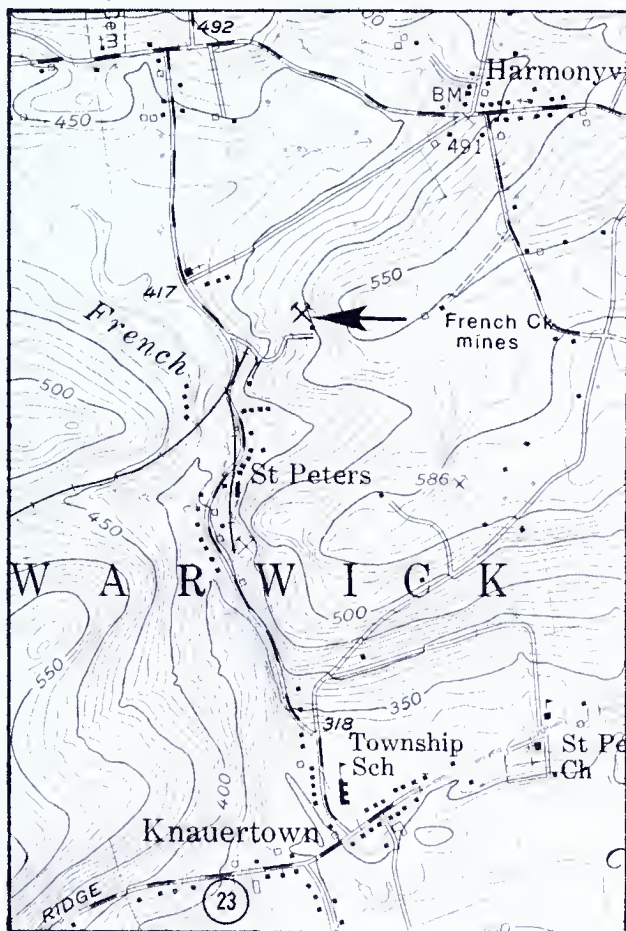 492
450
BM
Harmonyvi
491
417
550
French
French Ck
mines
500
St Peters
586
450
W A R W I C K
500
550
350
318
Township
Sch
St Pe
Ch
400
Knauertown
RIDGE
23